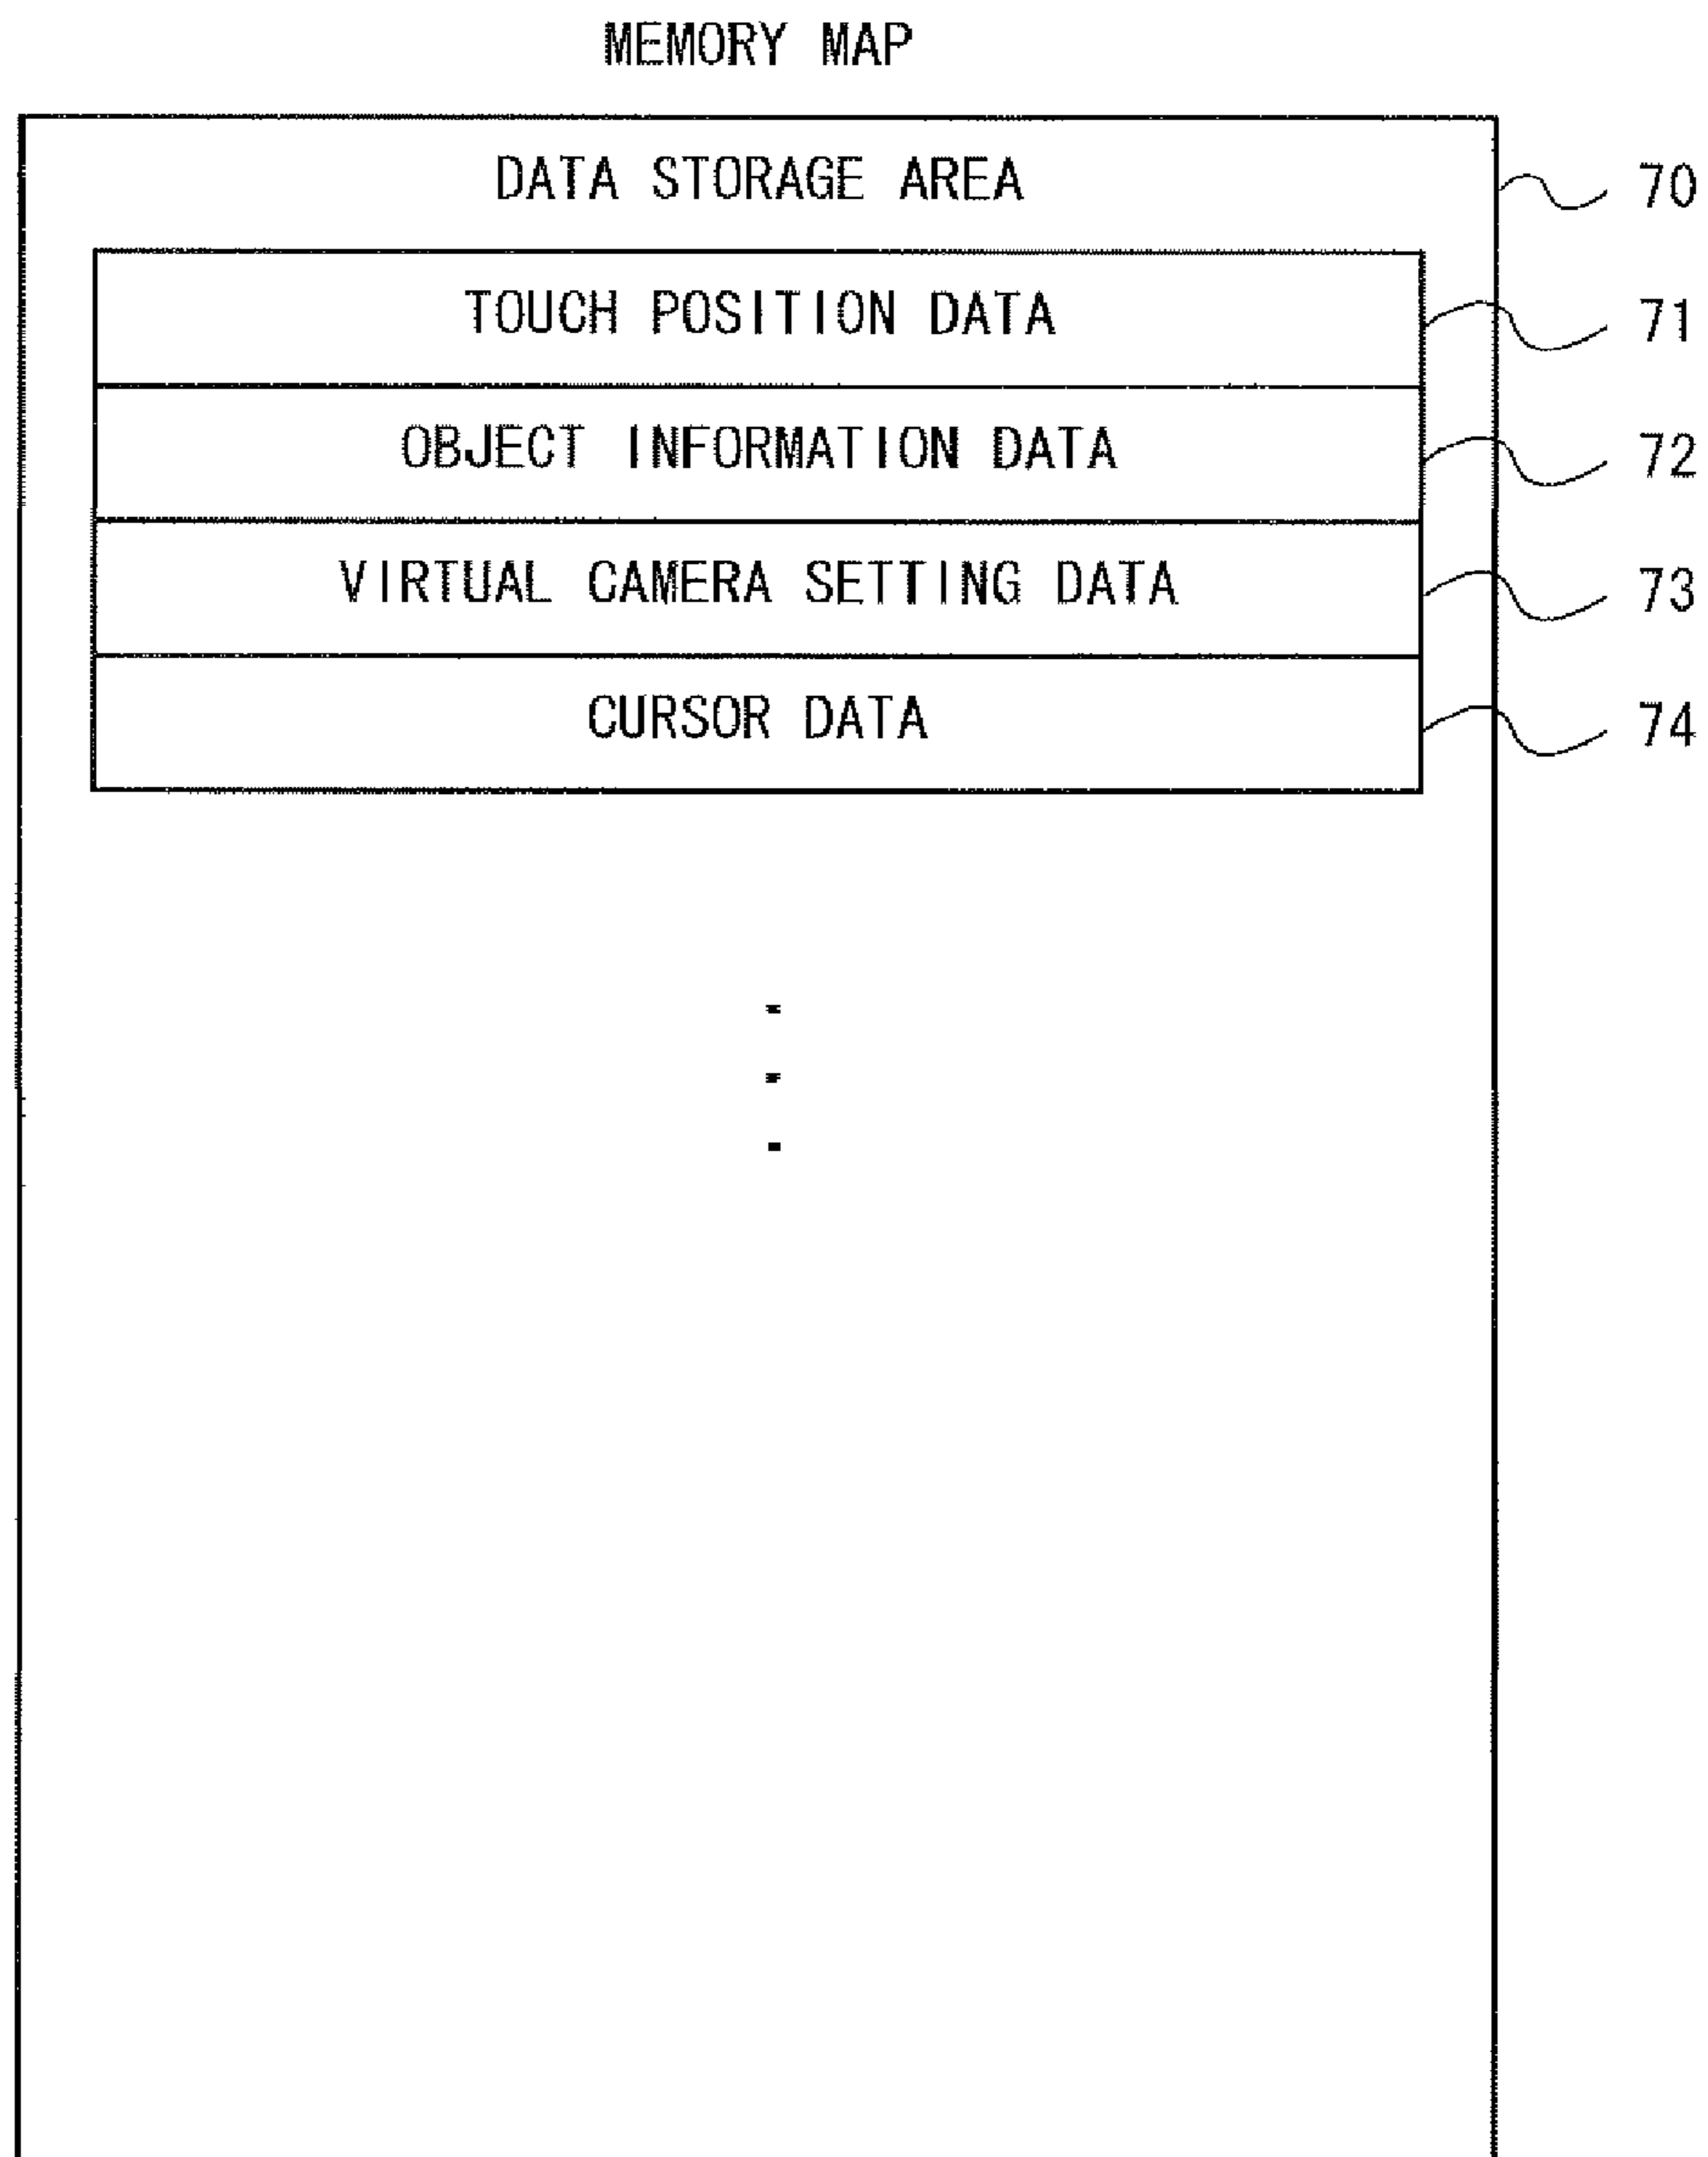 MEMORY MAP
DATA STORAGE AREA 70
TOUCH POSITION DATA 71
OBJECT INFORMATION DATA 72
VIRTUAL CAMERA SETTING DATA 73
CURSOR DATA 74